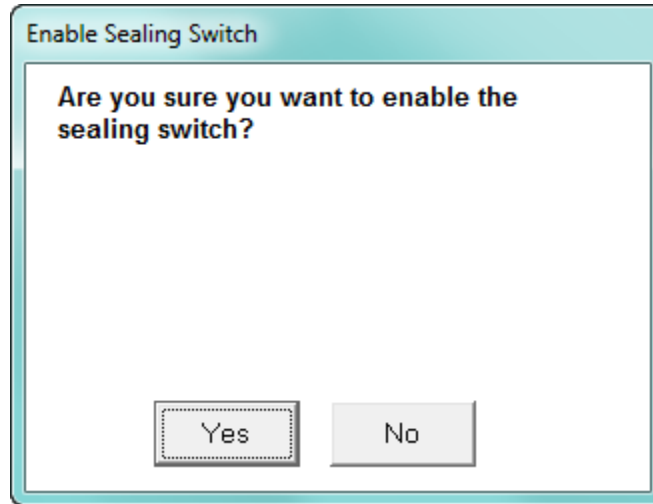 Enable Sealing Switch
Are you sure you want to enable the
sealing switch?
Yes
No